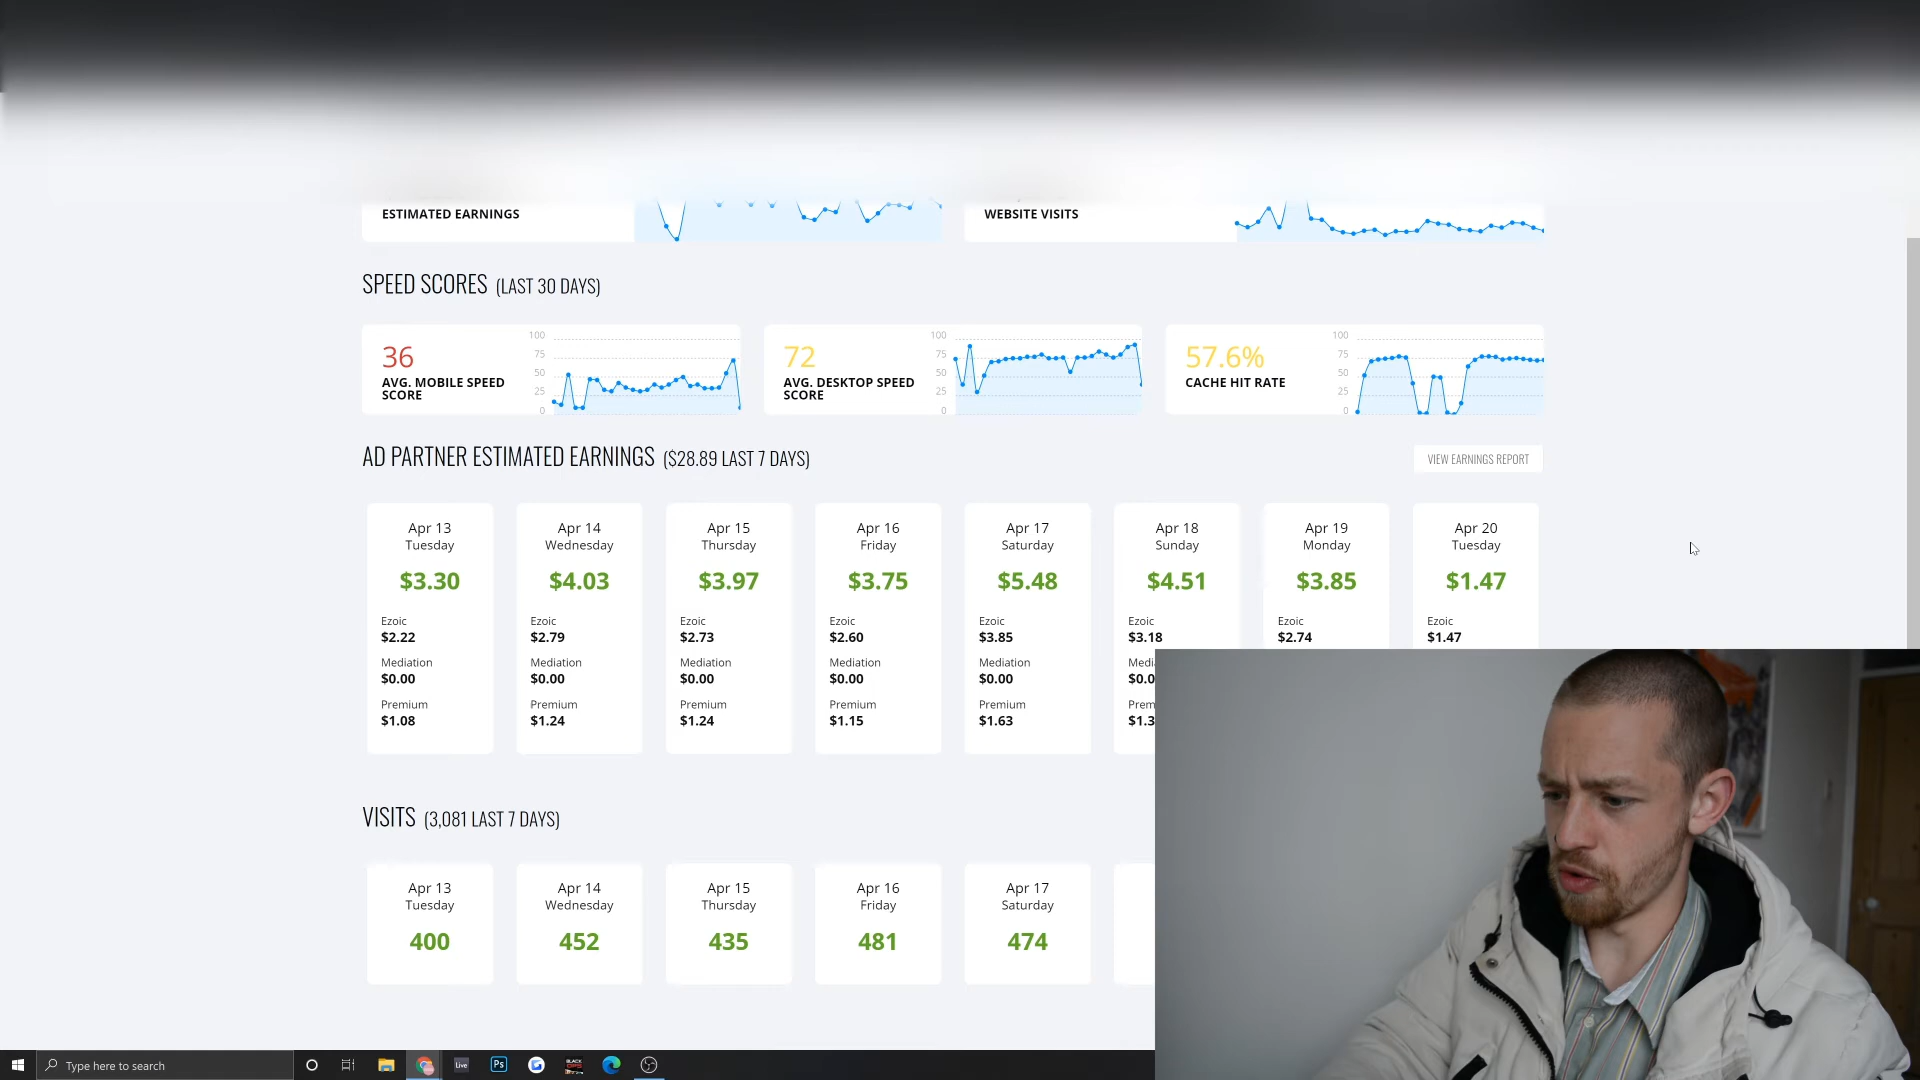 ESTIMATED EARNINGS
WEBSITE VISITS
SPEED SCORES (LAST 30 DAYS)
36
AVG. MOBILE SPEED
SCORE
100
75
50
25
0
72
AVG. DESKTOP SPEED
SCORE
100
75
50
25
0
57.6%
CACHE HIT RATE
100
75
50
25
0
AD PARTNER ESTIMATED EARNINGS ($28.89 LAST 7 DAYS)
VIEW EARNINGS REPORT
Apr 13
Tuesday
$3.30
Ezoic
$2.22
Mediation
$0.00
Premium
$1.08
Apr 14
Wednesday
$4.03
Ezoic
$2.79
Mediation
$0.00
Premium
$1.24
Apr 15
Thursday
$3.97
Ezoic
$2.73
Mediation
$0.00
Premium
$1.24
Apr 16
Friday
$3.75
Ezoic
$2.60
Mediation
$0.00
Premium
$1.15
Apr 17
Saturday
$5.48
Ezoic
$3.85
Mediation
$0.00
Premium
$1.63
Apr 18
Sunday
$4.51
Ezoic
$3.18
Medi
$0.0
Prem
$1.3
Apr 19
Monday
$3.85
Ezoic
$2.74
Apr 20
Tuesday
$1.47
Ezoic
$1.47
VISITS (3,081 LAST 7 DAYS)
Apr 13
Tuesday
400
Apr 14
Wednesday
452
Apr 15
Thursday
435
Apr 16
Friday
481
Apr 17
Saturday
474
Type here to search
Live
Ps